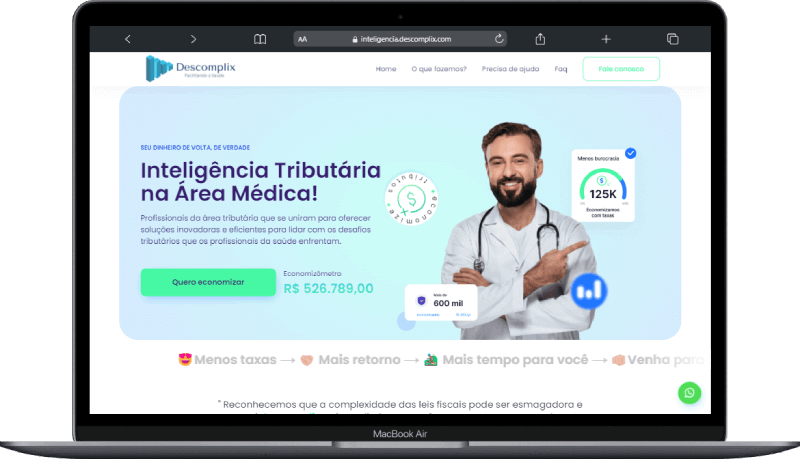 AA
inteligencia.descomplix.com
Descomplix
Facilitando a Saúde
Home
O que fazemos?
Precisa de ajuda
Faq
Fale conosco
SEU DINHEIRO DE VOLTA, DE VERDADE
Inteligência Tributária
na Área Médica!
Profissionais da área tributária que se uniram para oferecer
soluções inovadoras e eficientes para lidar com os desafios
tributários que os profissionais da saúde enfrentam.
Quero economizar
Economizômetro
R$ 526.789,00
tributos
economize
Menos burocracia
125K
Economizamos
com taxas
Mais de
600 mil
Menos taxas → Mais retorno → Mais tempo para você → Venha para
" Reconhecemos que a complexidade das leis fiscais pode ser esmagadora e
MacBook Air